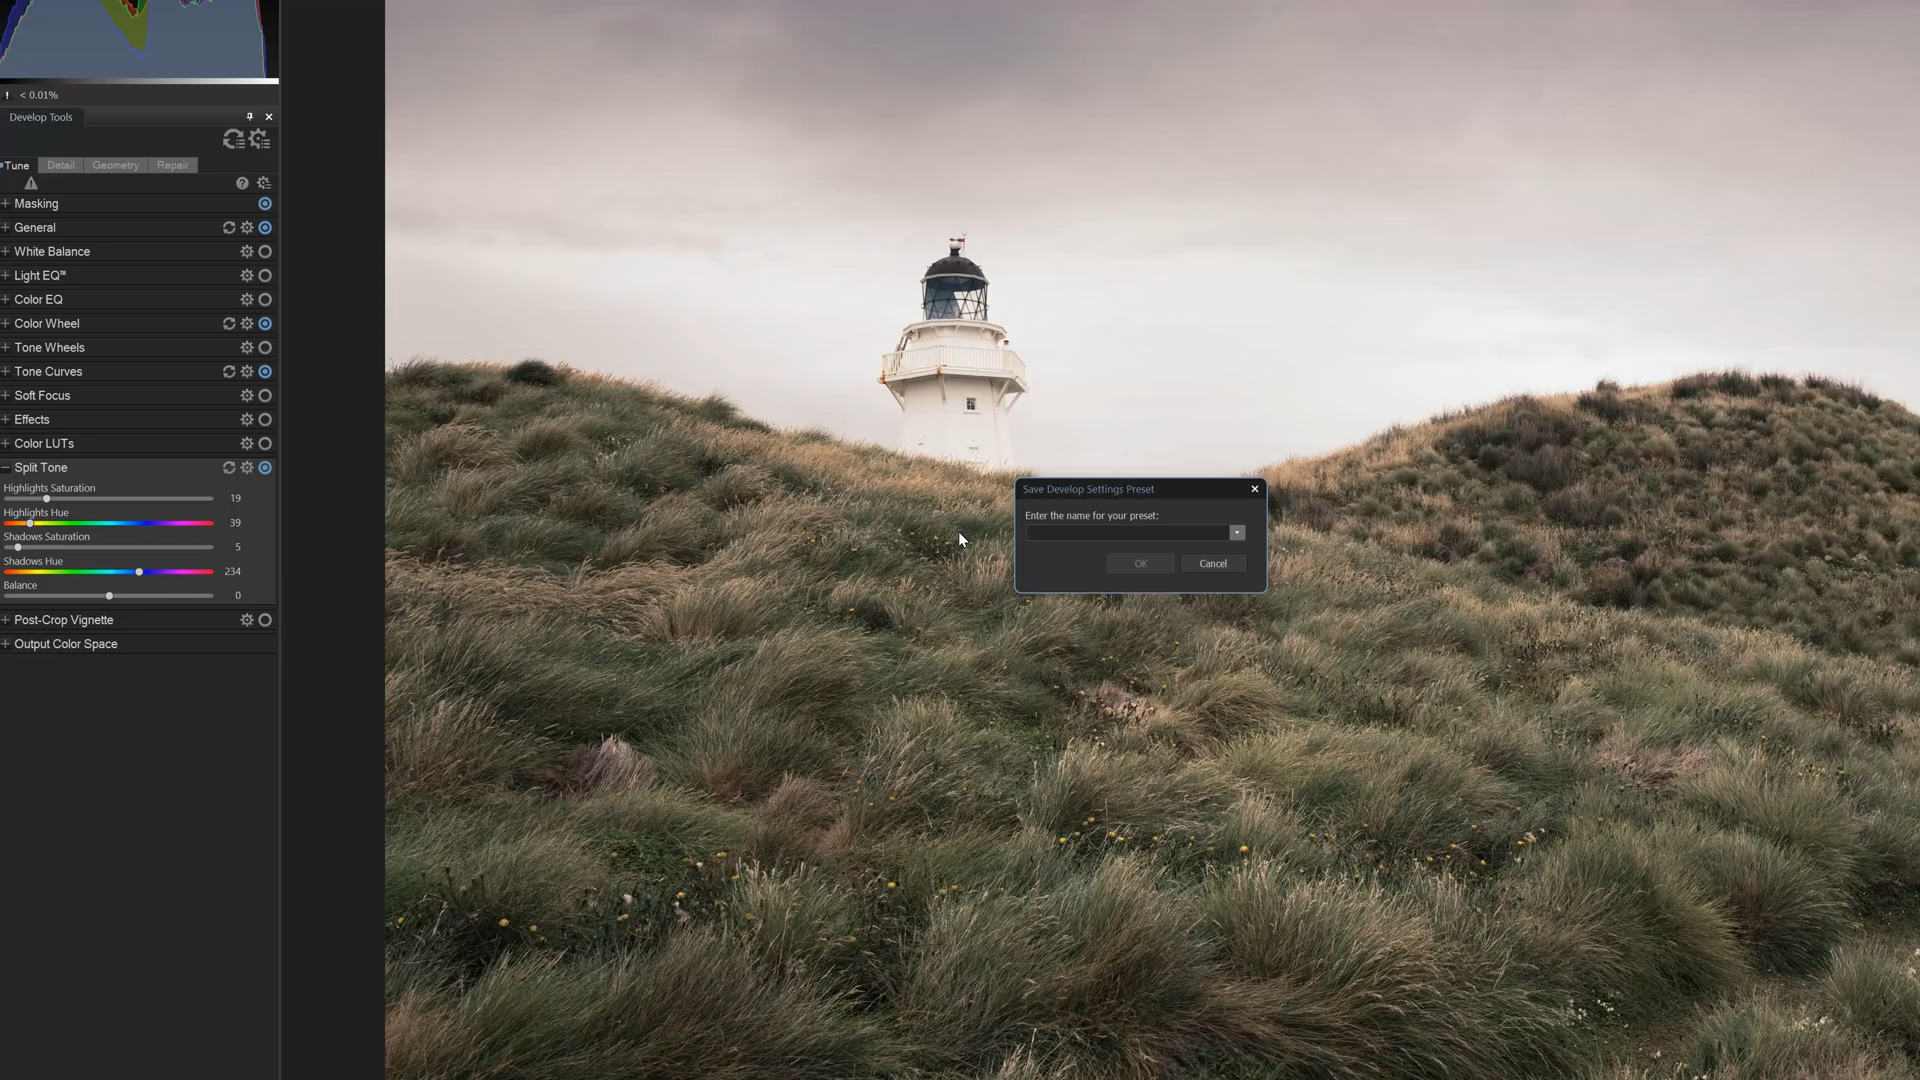 ! < 0.01%
Develop Tools
Tune Detail Geometry Repair
Masking
General
White Balance
Light EQ™
Color EQ
Color Wheel
Tone Wheels
Tone Curves
Soft Focus
Effects
Color LUTs
Split Tone
Highlights Saturation
19
Highlights Hue
39
Shadows Saturation
5
Shadows Hue
234
Balance
0
Post-Crop Vignette
Output Color Space
Save Develop Settings Preset
Enter the name for your preset:
OK Cancel